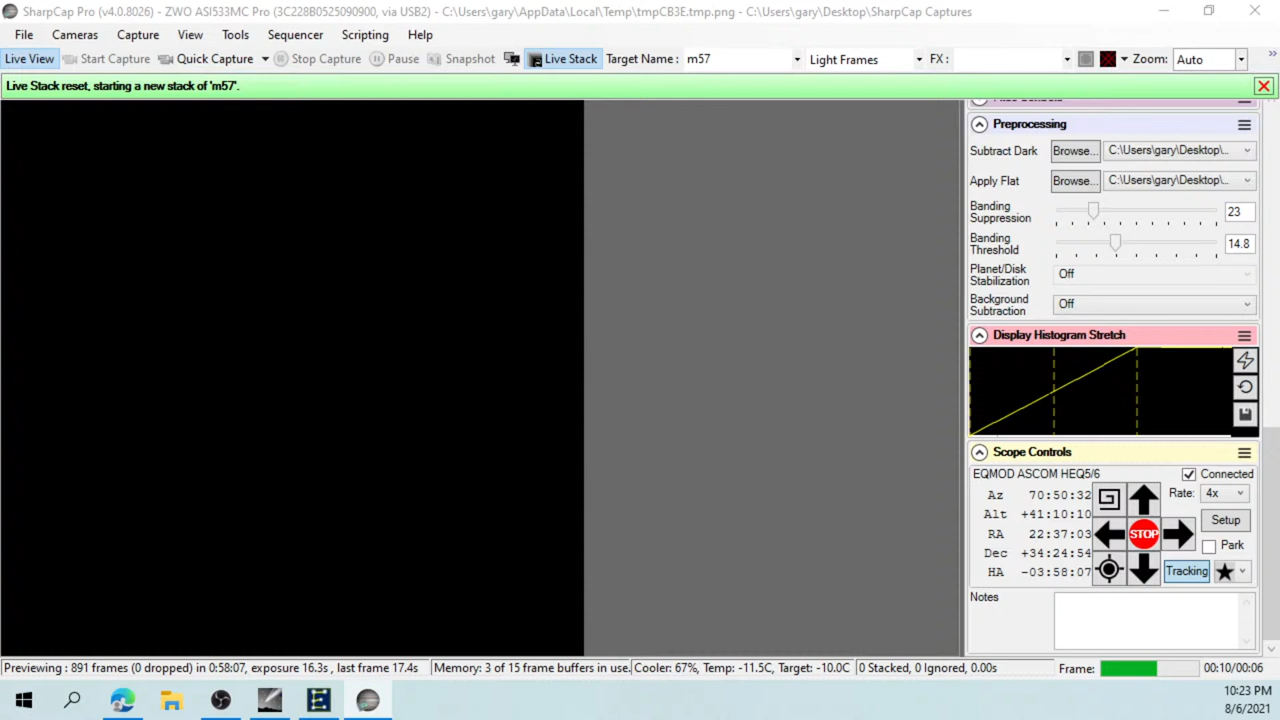 SharpCap Pro (v4.0.8026) - ZWO ASI533MC Pro (3C228B0525090900, via USB2) - C:\Users\gary\AppData\Local\Temp\tmpCB3E.tmp.png - C:\Users\gary\Desktop\SharpCap Captures
File Cameras Capture View Tools Sequencer Scripting Help
Live View Start Capture Quick Capture Stop Capture Pause Snapshot Live Stack Target Name : m57 Light Frames FX : Zoom: Auto
Live Stack reset, starting a new stack of 'm57'.
Preprocessing
Subtract Dark Browse... C:\Users\gary\Desktop\...
Apply Flat Browse... C:\Users\gary\Desktop\...
Banding
Suppression 23
Banding
Threshold 14.8
Planet/Disk
Stabilization Off
Background
Subtraction Off
Display Histogram Stretch
Scope Controls
EQMOD ASCOM HEQ5/6 Connected
Az 70:50:32 Rate: 4x
Alt +41:10:10
RA 22:37:03 STOP Setup
Dec +34:24:54 Park
HA -03:58:07 Tracking
Notes
Previewing : 891 frames (0 dropped) in 0:58:07, exposure 16.3s , last frame 17.4s Memory: 3 of 15 frame buffers in use. Cooler: 67%, Temp: -11.5C, Target: -10.0C 0 Stacked, 0 Ignored, 0.00s Frame: 00:10/00:06
10:23 PM
8/6/2021